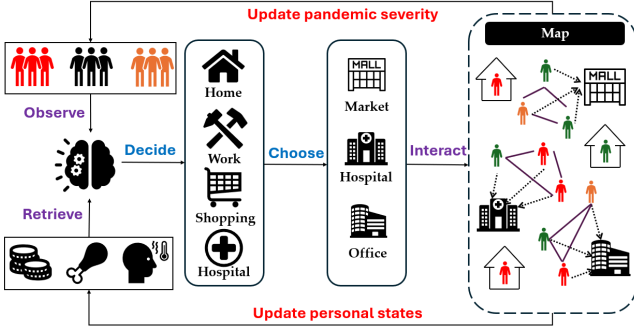 Update pandemic severity
Observe
Retrieve
Decide
Home
Work
Shopping
Hospital
Choose
MALL
Market
Hospital
Office
Interact
Map
MALL
Update personal states